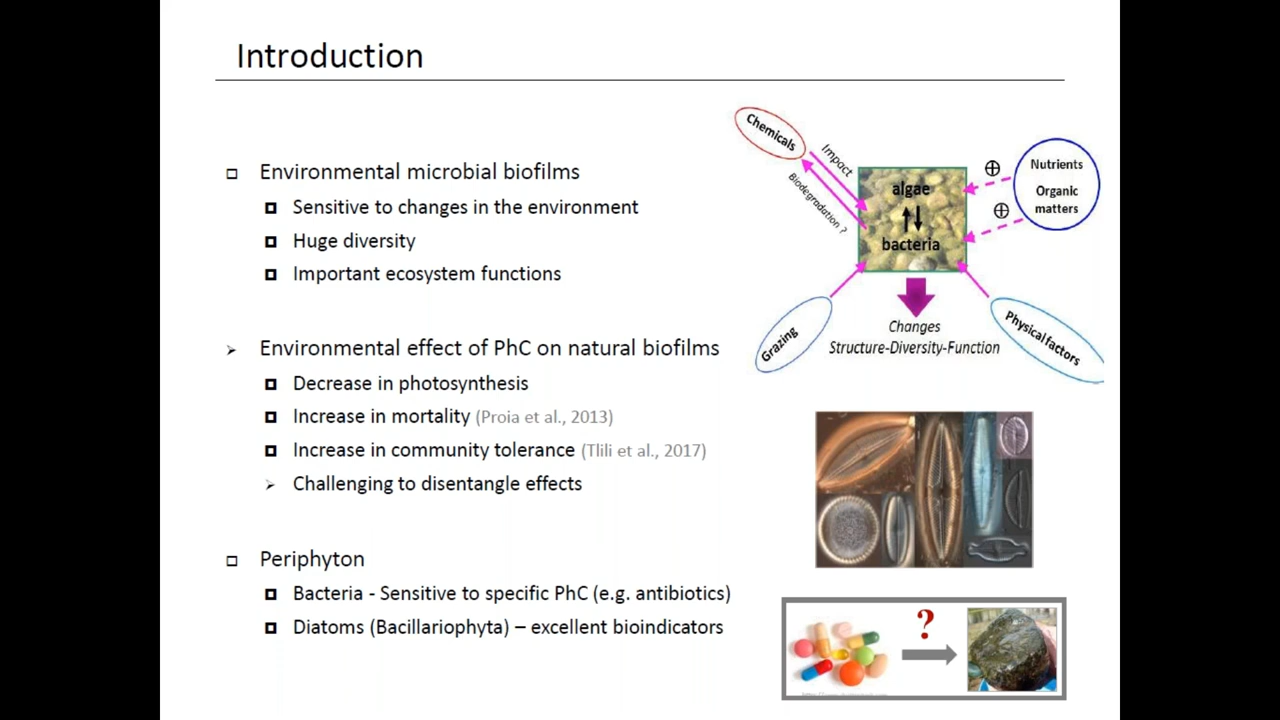 Introduction
Environmental microbial biofilms
Sensitive to changes in the environment
Huge diversity
Important ecosystem functions
Environmental effect of PhC on natural biofilms
Decrease in photosynthesis
Increase in mortality (Proia et al., 2013)
Increase in community tolerance (Tlili et al., 2017)
Challenging to disentangle effects
Periphyton
Bacteria - Sensitive to specific PhC (e.g. antibiotics)
Diatoms (Bacillariophyta) – excellent bioindicators
Chemicals
Impact
Biodegradation ?
algae
bacteria
Nutrients
Organic
matters
Grazing
Physical factors
Changes
Structure-Diversity-Function
?